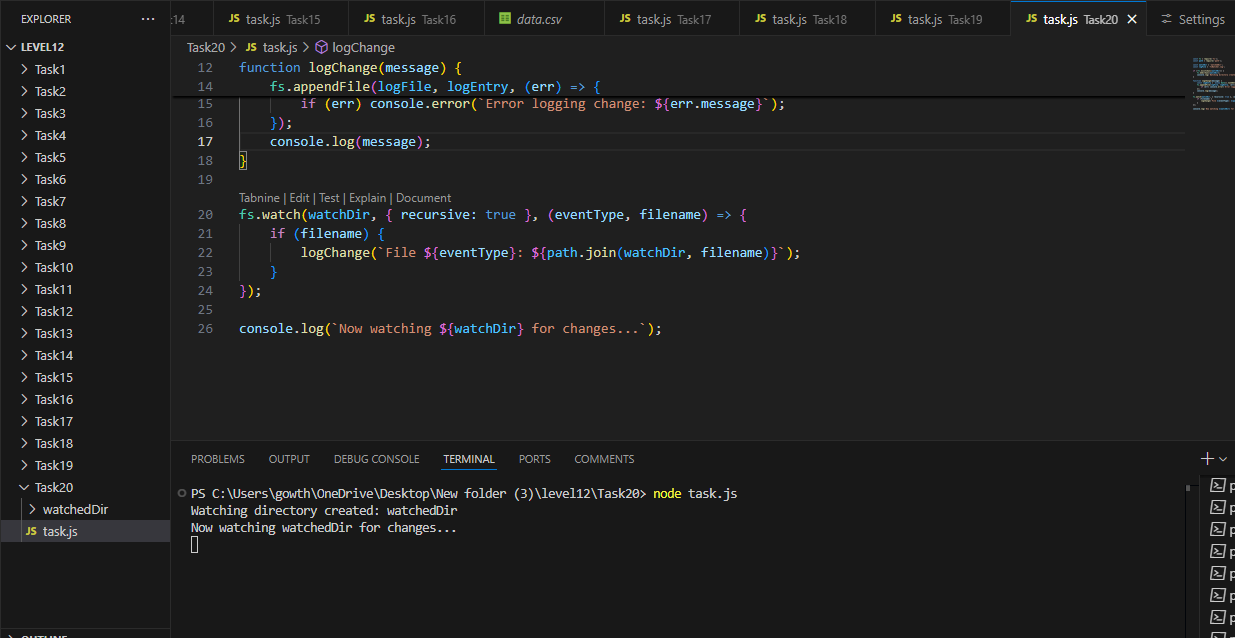 EXPLORER ··· :14 JS task.js Task15 JS task.js Task16 data.csv JS task.js Task17 JS task.js Task18 JS task.js Task19 JS task.js Task20 Settings
LEVEL12
Task1
Task2
Task3
Task4
Task5
Task6
Task7
Task8
Task9
Task10
Task11
Task12
Task13
Task14
Task15
Task16
Task17
Task18
Task19
Task20
watchedDir
JS task.js
OUTLINE
Task20 > JS task.js > logChange
12 function logChange(message) {
14     fs.appendFile(logFile, logEntry, (err) => {
15         if (err) console.error(`Error logging change: ${err.message}`);
16     });
17     console.log(message);
18 }
19
Tabnine | Edit | Test | Explain | Document
20 fs.watch(watchDir, { recursive: true }, (eventType, filename) => {
21     if (filename) {
22         logChange(`File ${eventType}: ${path.join(watchDir, filename)}`);
23     }
24 });
25
26 console.log(`Now watching ${watchDir} for changes...`);
PROBLEMS OUTPUT DEBUG CONSOLE TERMINAL PORTS COMMENTS
PS C:\Users\gowth\OneDrive\Desktop\New folder (3)\level12\Task20> node task.js
Watching directory created: watchedDir
Now watching watchedDir for changes...